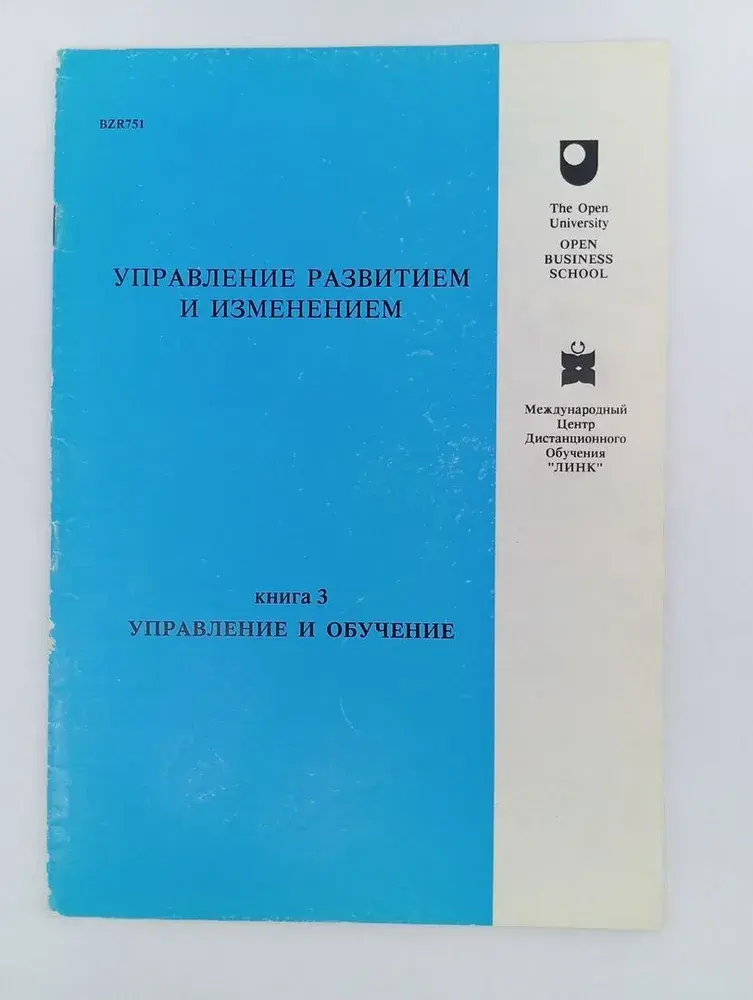 BZR751
УПРАВЛЕНИЕ РАЗВИТИЕМ
И ИЗМЕНЕНИЕМ
книга 3
УПРАВЛЕНИЕ И ОБУЧЕНИЕ
The Open
University
OPEN
BUSINESS
SCHOOL
Международный
Центр
Дистанционного
Обучения
"ЛИНК"